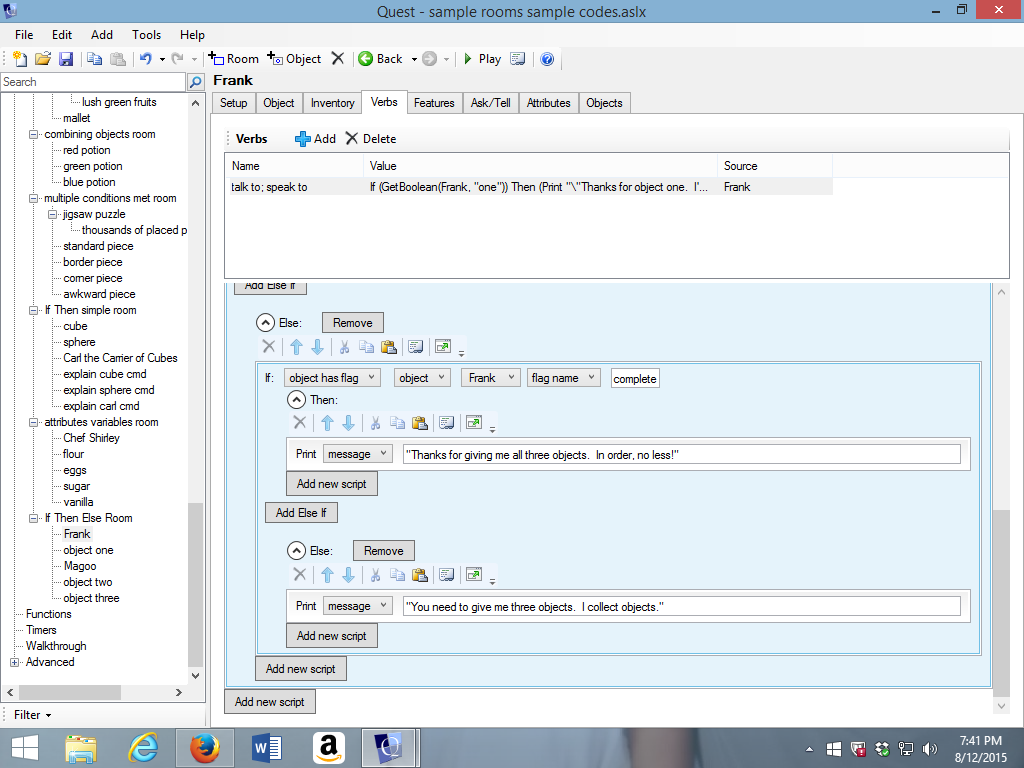 Quest - sample rooms sample codes.aslx
File Edit Add Tools Help
Room Object Back Play
Search
Frank
Setup Object Inventory Verbs Features Ask/Tell Attributes Objects
lush green fruits
mallet
combining objects room
red potion
green potion
blue potion
multiple conditions met room
jigsaw puzzle
thousands of placed p
standard piece
border piece
corner piece
awkward piece
If Then simple room
cube
sphere
Carl the Carrier of Cubes
explain cube cmd
explain sphere cmd
explain carl cmd
attributes variables room
Chef Shirley
flour
eggs
sugar
vanilla
If Then Else Room
Frank
object one
Magoo
object two
object three
Functions
Timers
Walkthrough
Advanced
Filter
Verbs Add Delete
Name Value Source
talk to; speak to If (GetBoolean(Frank, "one")) Then (Print "\"Thanks for object one.  I'... Frank
Add Else If
Else: Remove
If: object has flag object Frank flag name complete
Then:
Print message "Thanks for giving me all three objects.  In order, no less!"
Add new script
Add Else If
Else: Remove
Print message "You need to give me three objects.  I collect objects."
Add new script
Add new script
Add new script
7:41 PM
8/12/2015